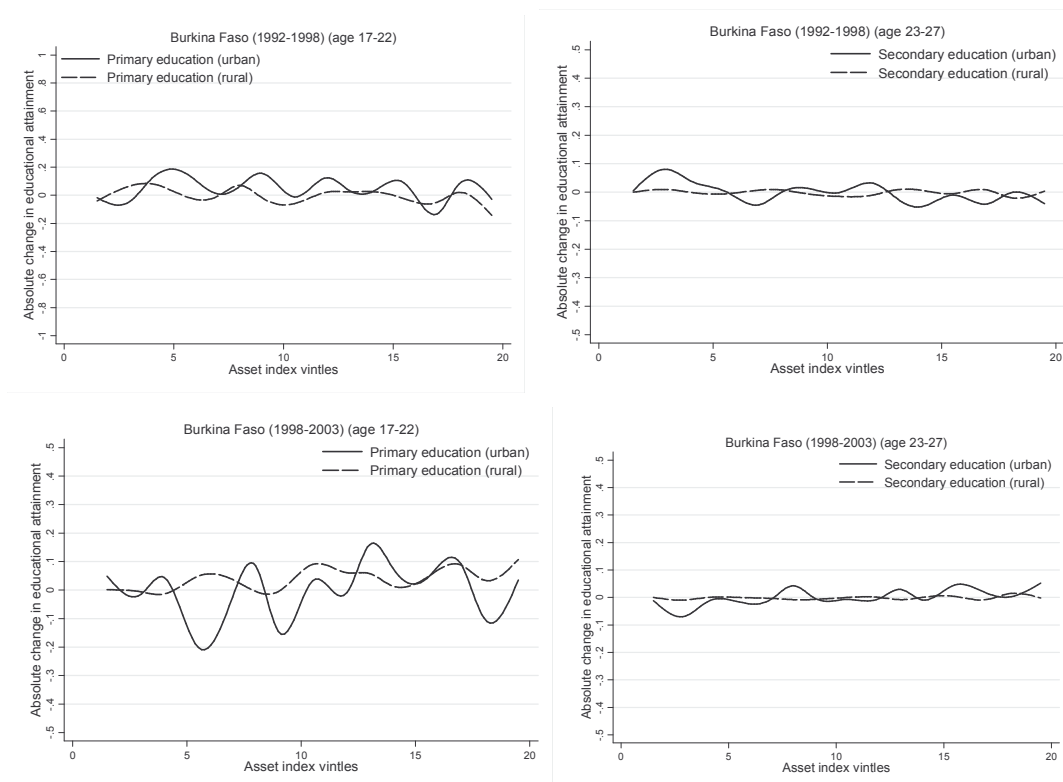 Burkina Faso (1992-1998) (age 17-22)
Primary education (urban)
Primary education (rural)
Absolute change in educational attainment
1
.8
.6
.4
.2
0
-.2
-.4
-.6
-.8
-1
0 5 10 15 20
Asset index vintles
Burkina Faso (1992-1998) (age 23-27)
Secondary education (urban)
Secondary education (rural)
Absolute change in educational attainment
.5
.4
.3
.2
.1
0
-.1
-.2
-.3
-.4
-.5
0 5 10 15 20
Asset index vintles
Burkina Faso (1998-2003) (age 17-22)
Primary education (urban)
Primary education (rural)
Absolute change in educational attainment
.5
.4
.3
.2
.1
0
-.1
-.2
-.3
-.4
-.5
0 5 10 15 20
Asset index vintles
Burkina Faso (1998-2003) (age 23-27)
Secondary education (urban)
Secondary education (rural)
Absolute change in educational attainment
.5
.4
.3
.2
.1
0
-.1
-.2
-.3
-.4
-.5
0 5 10 15 20
Asset index vintles